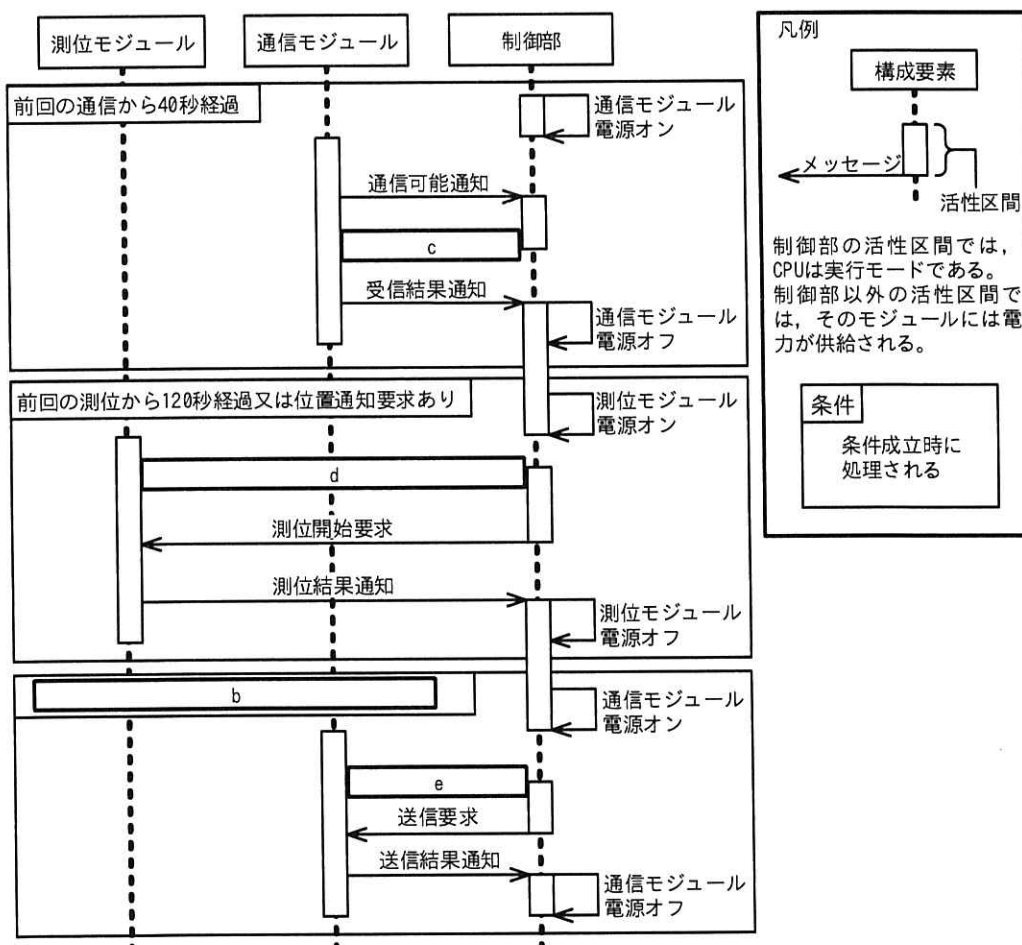 測位モジュール
通信モジュール
制御部
前回の通信から40秒経過
通信モジュール
電源オン
通信可能通知
c
受信結果通知
通信モジュール
電源オフ
前回の測位から120秒経過又は位置通知要求あり
測位モジュール
電源オン
d
測位開始要求
測位結果通知
測位モジュール
電源オフ
b
通信モジュール
電源オン
e
送信要求
送信結果通知
通信モジュール
電源オフ
凡例
構成要素
メッセージ
活性区間
制御部の活性区間では,
CPUは実行モードである。
制御部以外の活性区間で
は, そのモジュールには電
力が供給される。
条件
条件成立時に
処理される